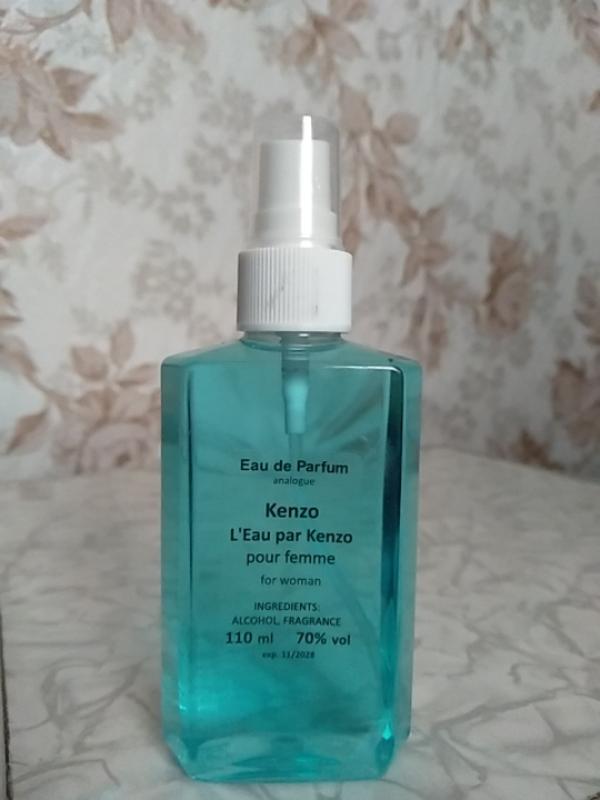 Eau de Parfum
analogue
Kenzo
L'Eau par Kenzo
pour femme
for woman
INGREDIENTS:
ALCOHOL, FRAGRANCE
110 ml 70% vol
exp. 11/2028